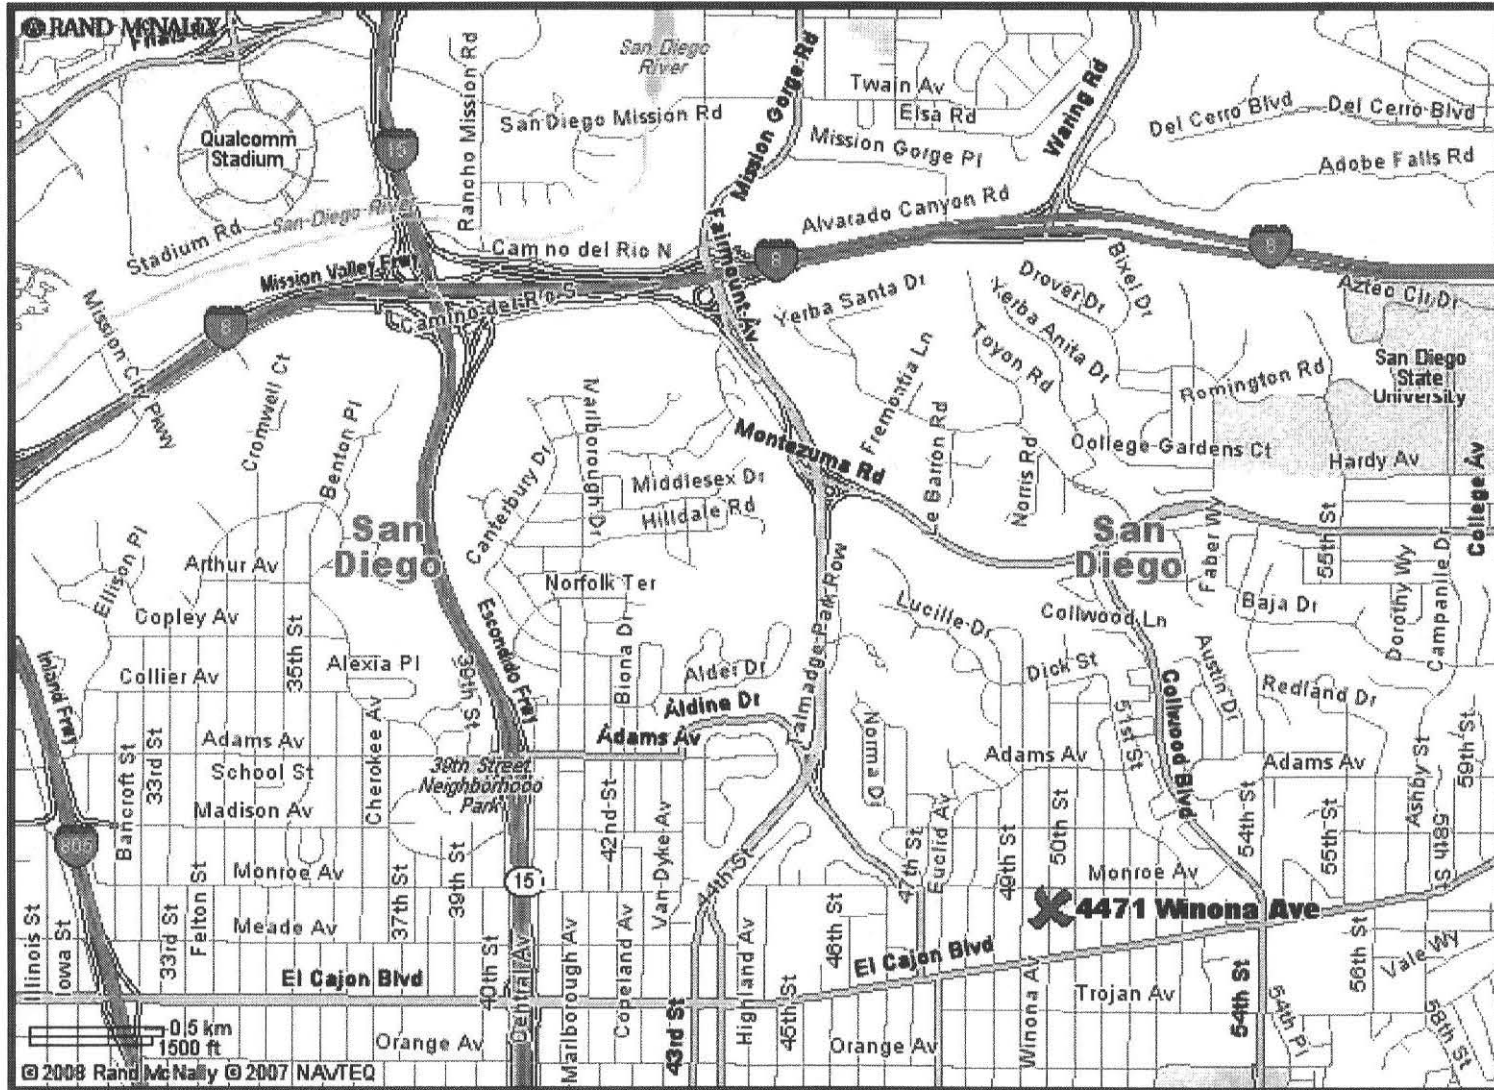 RAND McNALLY
Friars
San Diego
River
Rancho Mission Rd
Mission Gorge Rd
Twain Av
Elsa Rd
Waring Rd
Del Cerro Blvd
Del Cerro Blvd
San Diego Mission Rd
Qualcomm
Stadium
15
Mission Gorge Pl
Adobe Falls Rd
San Diego River
Stadium Rd
Alvarado Canyon Rd
Camino del Rio N
Fairmount Av
8
8
Mission Valley Frwy
Camino del Rio S
8
Mission City Pkwy
Yerba Santa Dr
Drover Dr
Bixel Dr
Yerba Anita Dr
Toyon Rd
Aztec Cir Dr
San Diego
State
University
Cromwell Ct
Benton Pl
Marlborough Dr
Fremontia Ln
Romington Rd
Canterbury Dr
Middlesex Dr
Hilldale Rd
Montezuma Rd
Le Barron Rd
Norris Rd
College Gardens Ct
Hardy Av
College Av
San
Diego
San
Diego
Faber Wy
55th St
Ellison Pl
Arthur Av
Norfolk Ter
Copley Av
35th St
Escondido Frwy
Biona Dr
Talmadge Park Row
Lucille Dr
Collwood Ln
Baja Dr
Dorothy Wy
Campanile Dr
Inland Frwy
Collier Av
Alexia Pl
39th St
Alder Dr
Aldine Dr
Dick St
Austin Dr
Redland Dr
Collwood Blvd
51st St
Adams Av
Adams Av
Norma Dr
Adams Av
Adams Av
Bancroft St
33rd St
School St
Cherokee Av
39th Street
Neighborhood
Park
Madison Av
42nd St
Van Dyke Av
47th St
Euclid Av
49th St
50th St
54th St
55th St
Ashby St
58th St
59th St
805
Monroe Av
44th St
Monroe Av
15
Illinois St
Iowa St
33rd St
Felton St
Meade Av
37th St
39th St
40th St
Central Av
Marlborough Av
Copeland Av
43rd St
Highland Av
45th St
46th St
El Cajon Blvd
4471 Winona Ave
El Cajon Blvd
Winona Av
Trojan Av
54th St
54th Pl
56th St
Vale Wy
58th St
0.5 km
1500 ft
Orange Av
Orange Av
© 2008 Rand McNally © 2007 NAVTEQ